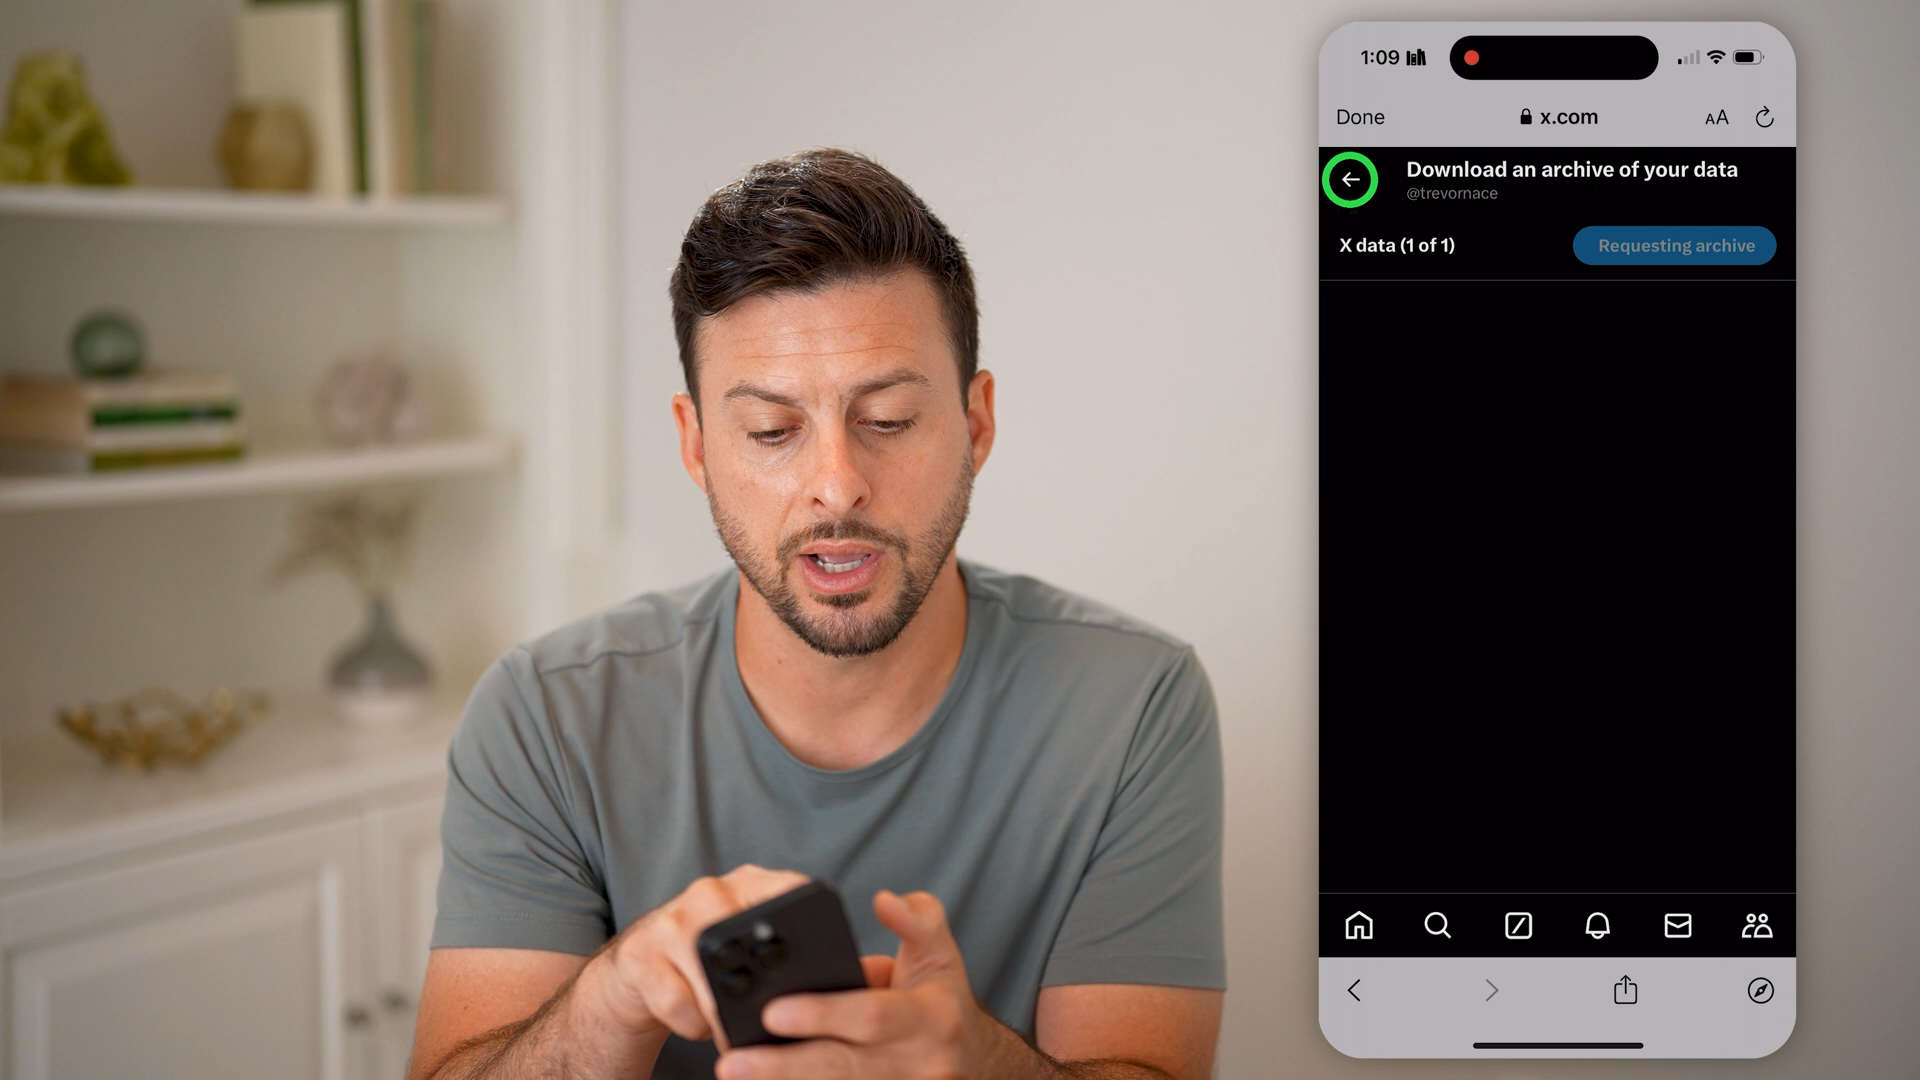 1:09
Done
x.com
AA
Download an archive of your data
@trevornace
X data (1 of 1)
Requesting archive